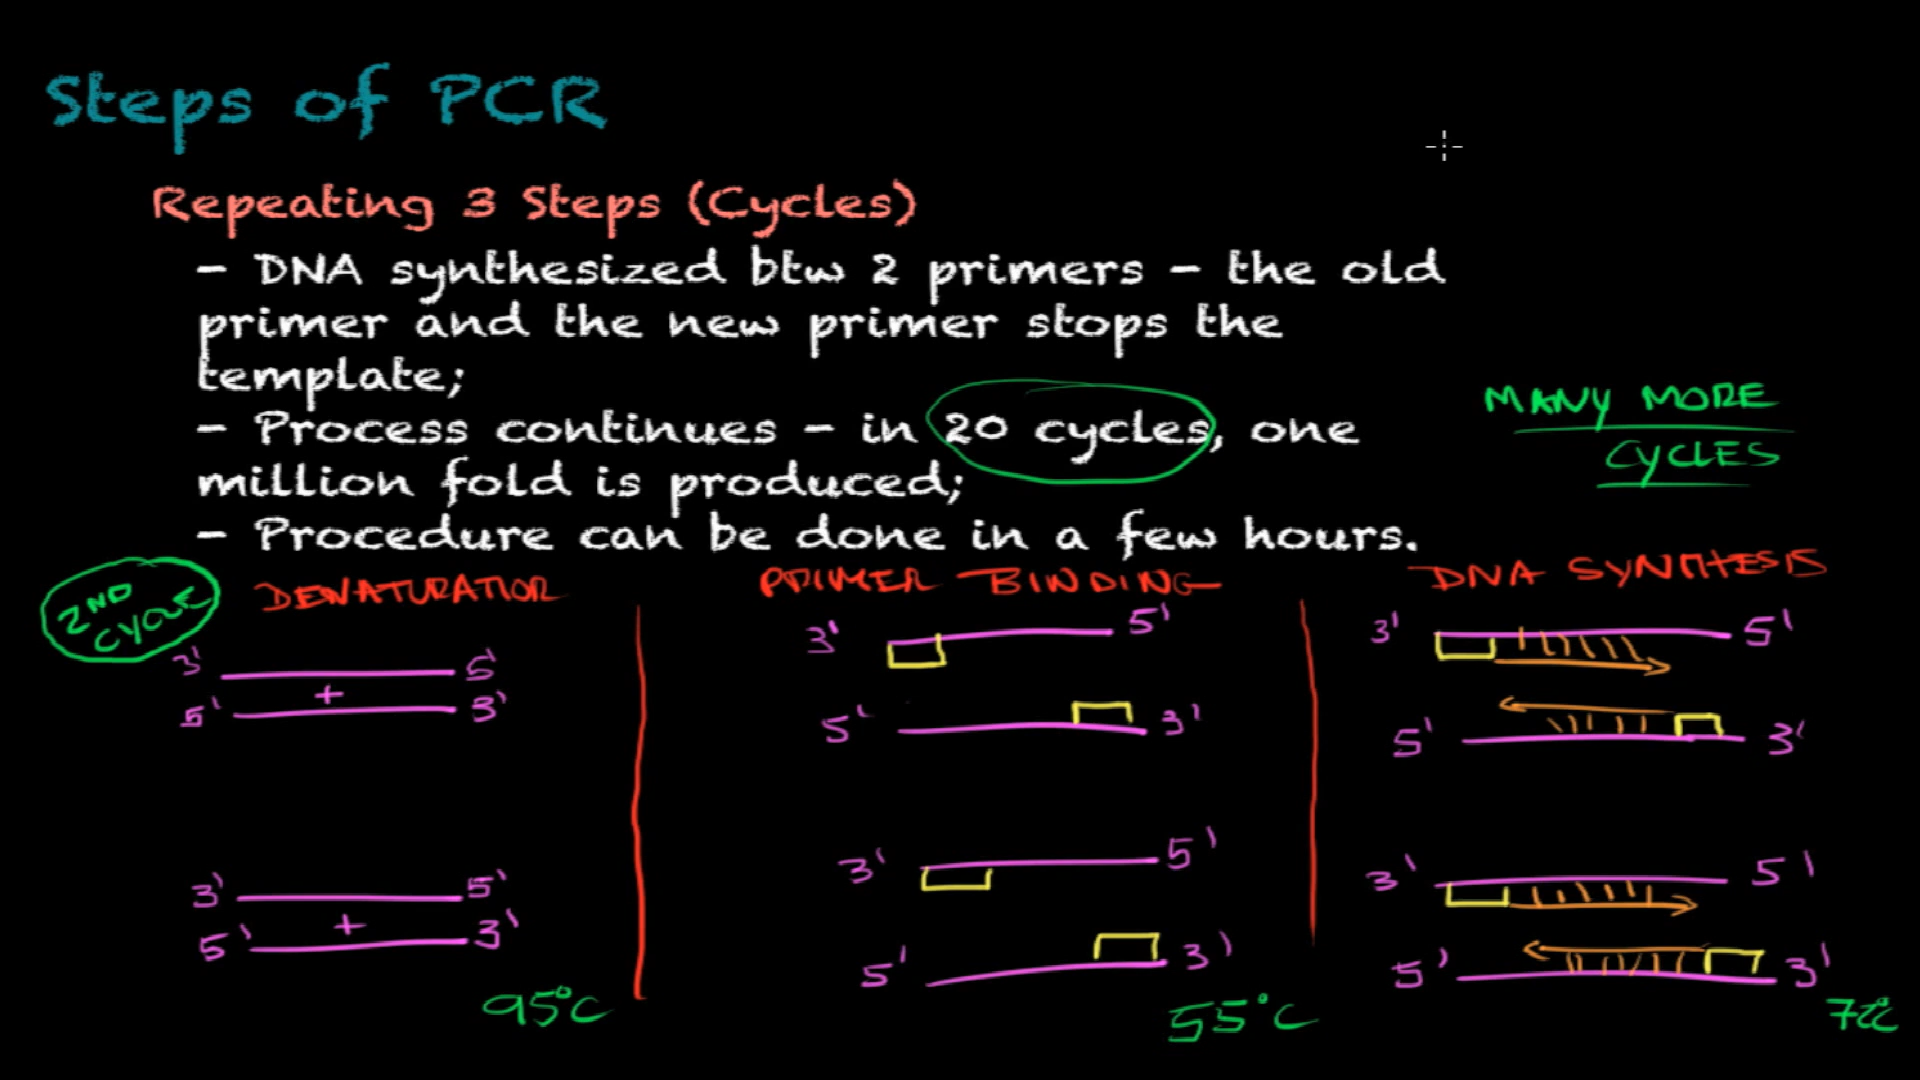 Steps of PCR
Repeating 3 Steps (Cycles)
- DNA synthesized btw 2 primers - the old
primer and the new primer stops the
template;
- Process continues - in 20 cycles, one
million fold is produced;
- Procedure can be done in a few hours.
MANY MORE
CYCLES
2ND
CYCLE
DENATURATION
PRIMER BINDING
DNA SYNTHESIS
3' 5'
+
5' 3'
3' 5'
+
5' 3'
95°C
3' 5'
5' 3'
3' 5'
5' 3'
55°C
3' 5'
5' 3'
3' 5'
5' 3'
72°C